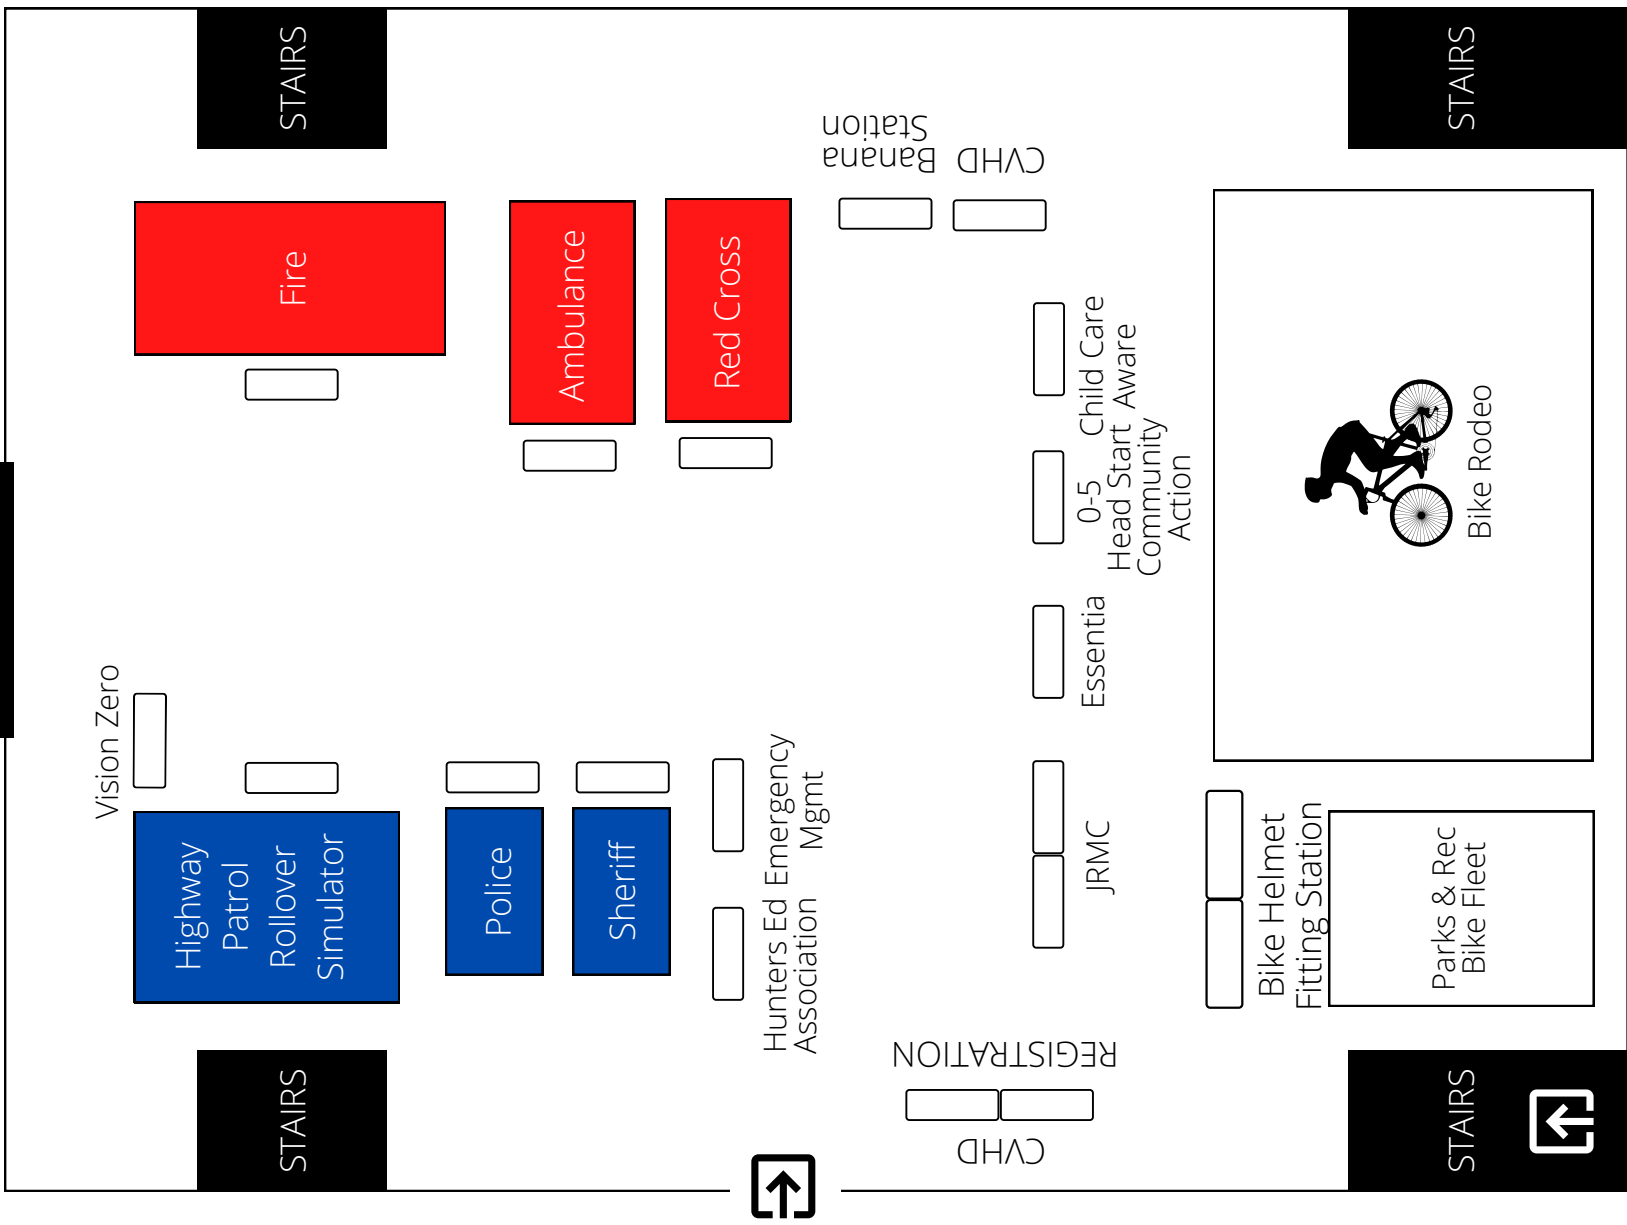 STAIRS
STAIRS
Banana
Station
CVHD
Fire
Ambulance
Red Cross
Child Care
Aware
0-5
Head Start
Community
Action
Bike Rodeo
Essentia
Vision Zero
Highway
Patrol
Rollover
Simulator
Police
Sheriff
Emergency
Mgmt
Hunters Ed
Association
JRMC
Bike Helmet
Fitting Station
Parks & Rec
Bike Fleet
REGISTRATION
CVHD
STAIRS
STAIRS